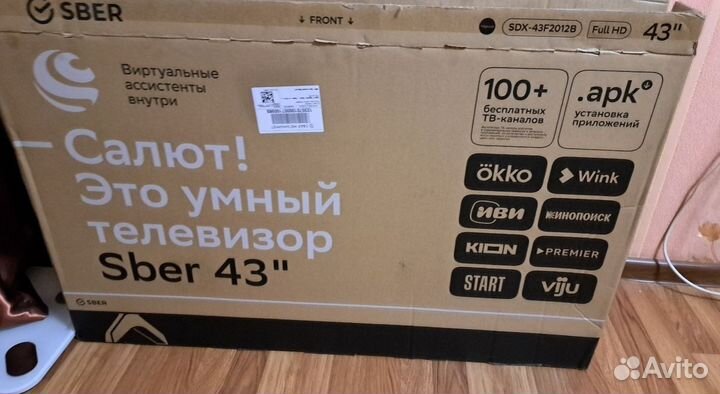 SBER
↓ FRONT ↓
SDX-43F2012B
Full HD
43"
Виртуальные
ассистенты
внутри
100+
бесплатных
ТВ-каналов
.apk
установка
приложений
Салют!
Это умный
телевизор
Sber 43"
ökko
Wink
иви
КИНОПОИСК
KION
PREMIER
START
viju
SBER
Avito